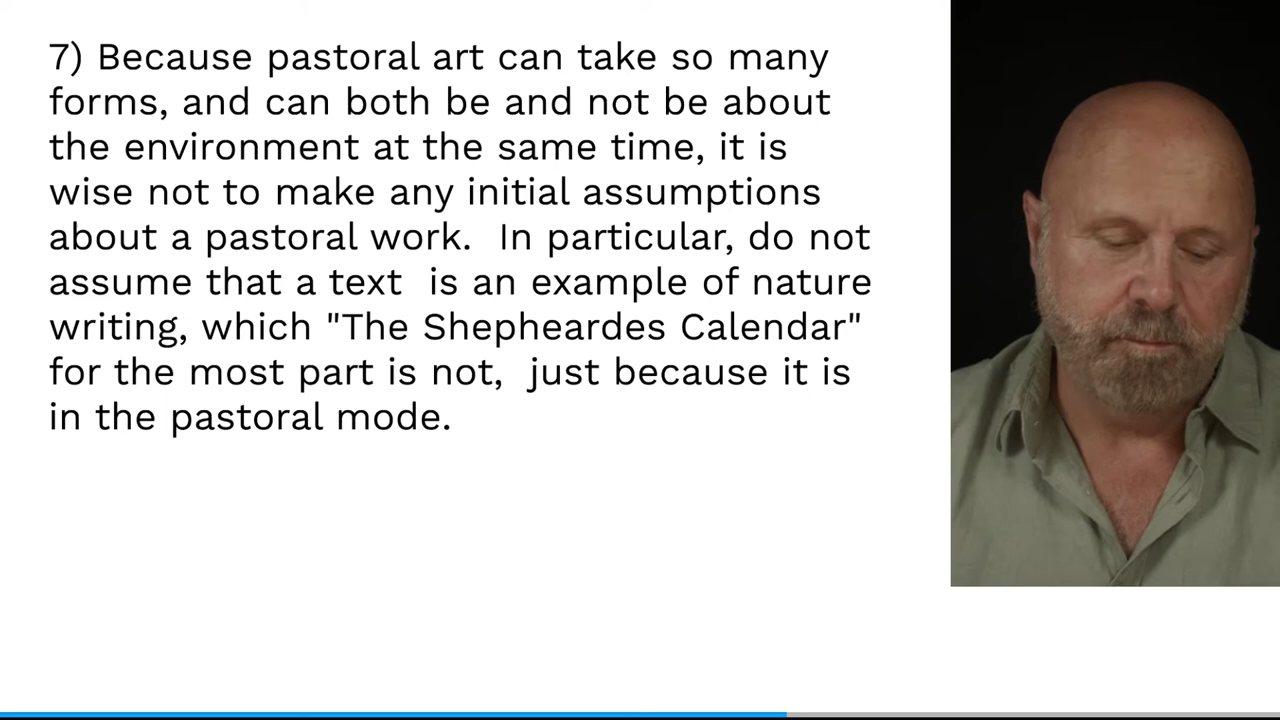 7) Because pastoral art can take so many
forms, and can both be and not be about
the environment at the same time, it is
wise not to make any initial assumptions
about a pastoral work.  In particular, do not
assume that a text  is an example of nature
writing, which "The Shepheardes Calendar"
for the most part is not,  just because it is
in the pastoral mode.